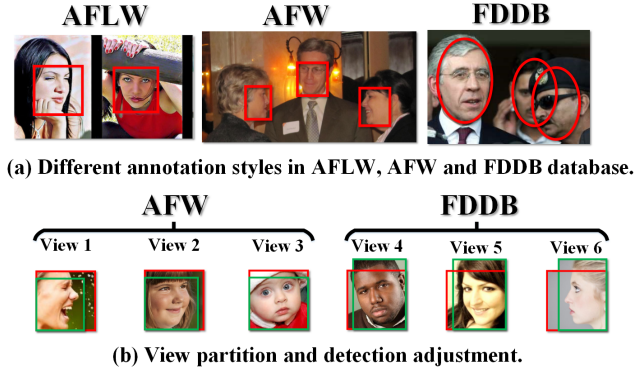 AFLW AFW FDDB
(a) Different annotation styles in AFLW, AFW and FDDB database.
AFW FDDB
View 1 View 2 View 3 View 4 View 5 View 6
(b) View partition and detection adjustment.